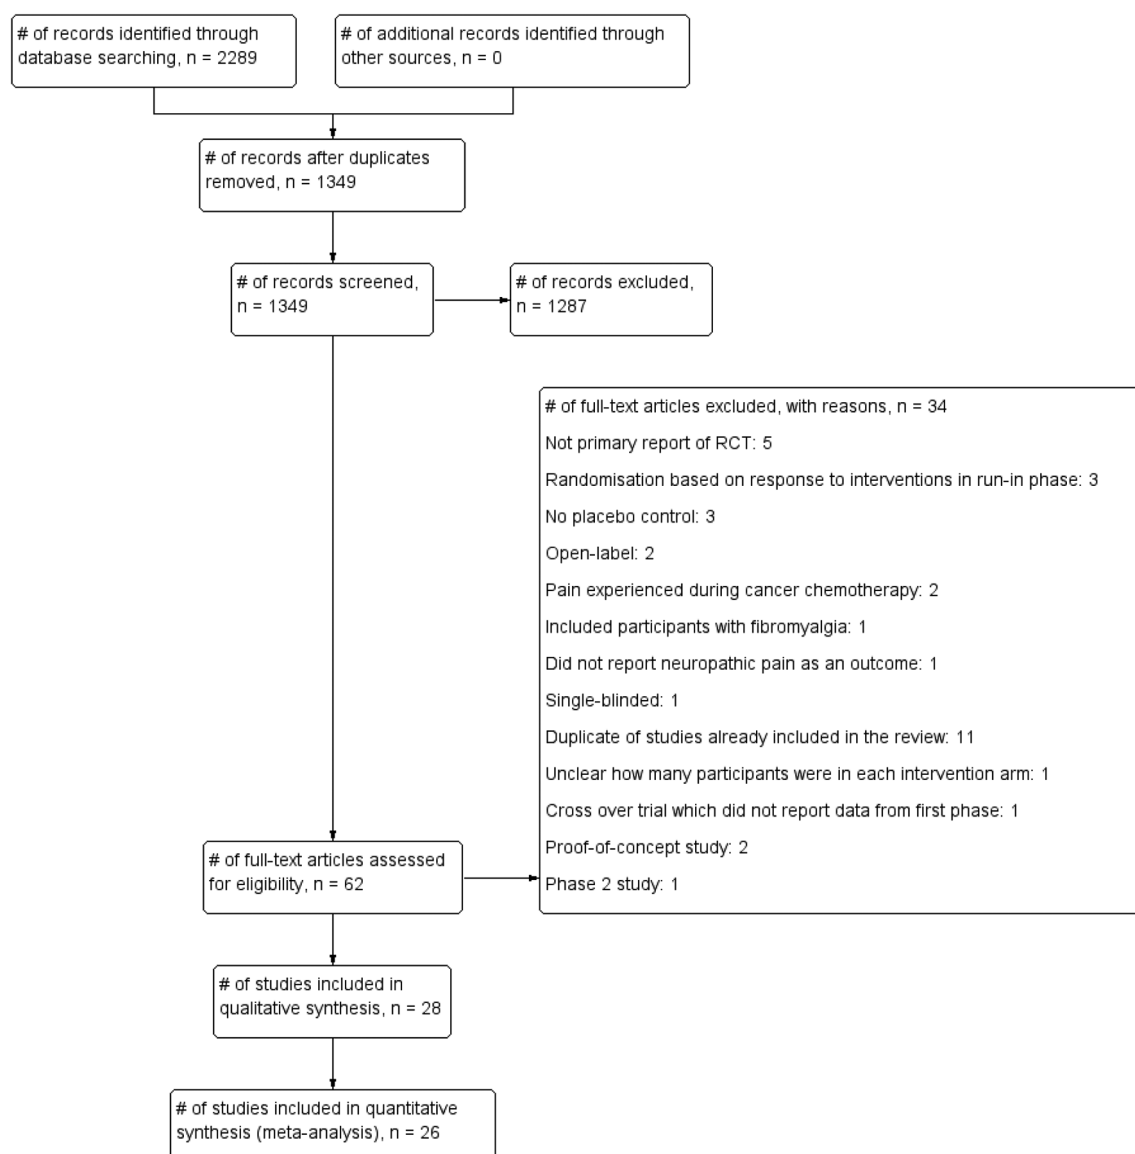 # of records identified through
database searching, n = 2289
# of additional records identified through
other sources, n = 0
# of records after duplicates
removed, n = 1349
# of records screened,
n = 1349
# of records excluded,
n = 1287
# of full-text articles excluded, with reasons, n = 34
Not primary report of RCT: 5
Randomisation based on response to interventions in run-in phase: 3
No placebo control: 3
Open-label: 2
Pain experienced during cancer chemotherapy: 2
Included participants with fibromyalgia: 1
Did not report neuropathic pain as an outcome: 1
Single-blinded: 1
Duplicate of studies already included in the review: 11
Unclear how many participants were in each intervention arm: 1
Cross over trial which did not report data from first phase: 1
Proof-of-concept study: 2
Phase 2 study: 1
# of full-text articles assessed
for eligibility, n = 62
# of studies included in
qualitative synthesis, n = 28
# of studies included in quantitative
synthesis (meta-analysis), n = 26